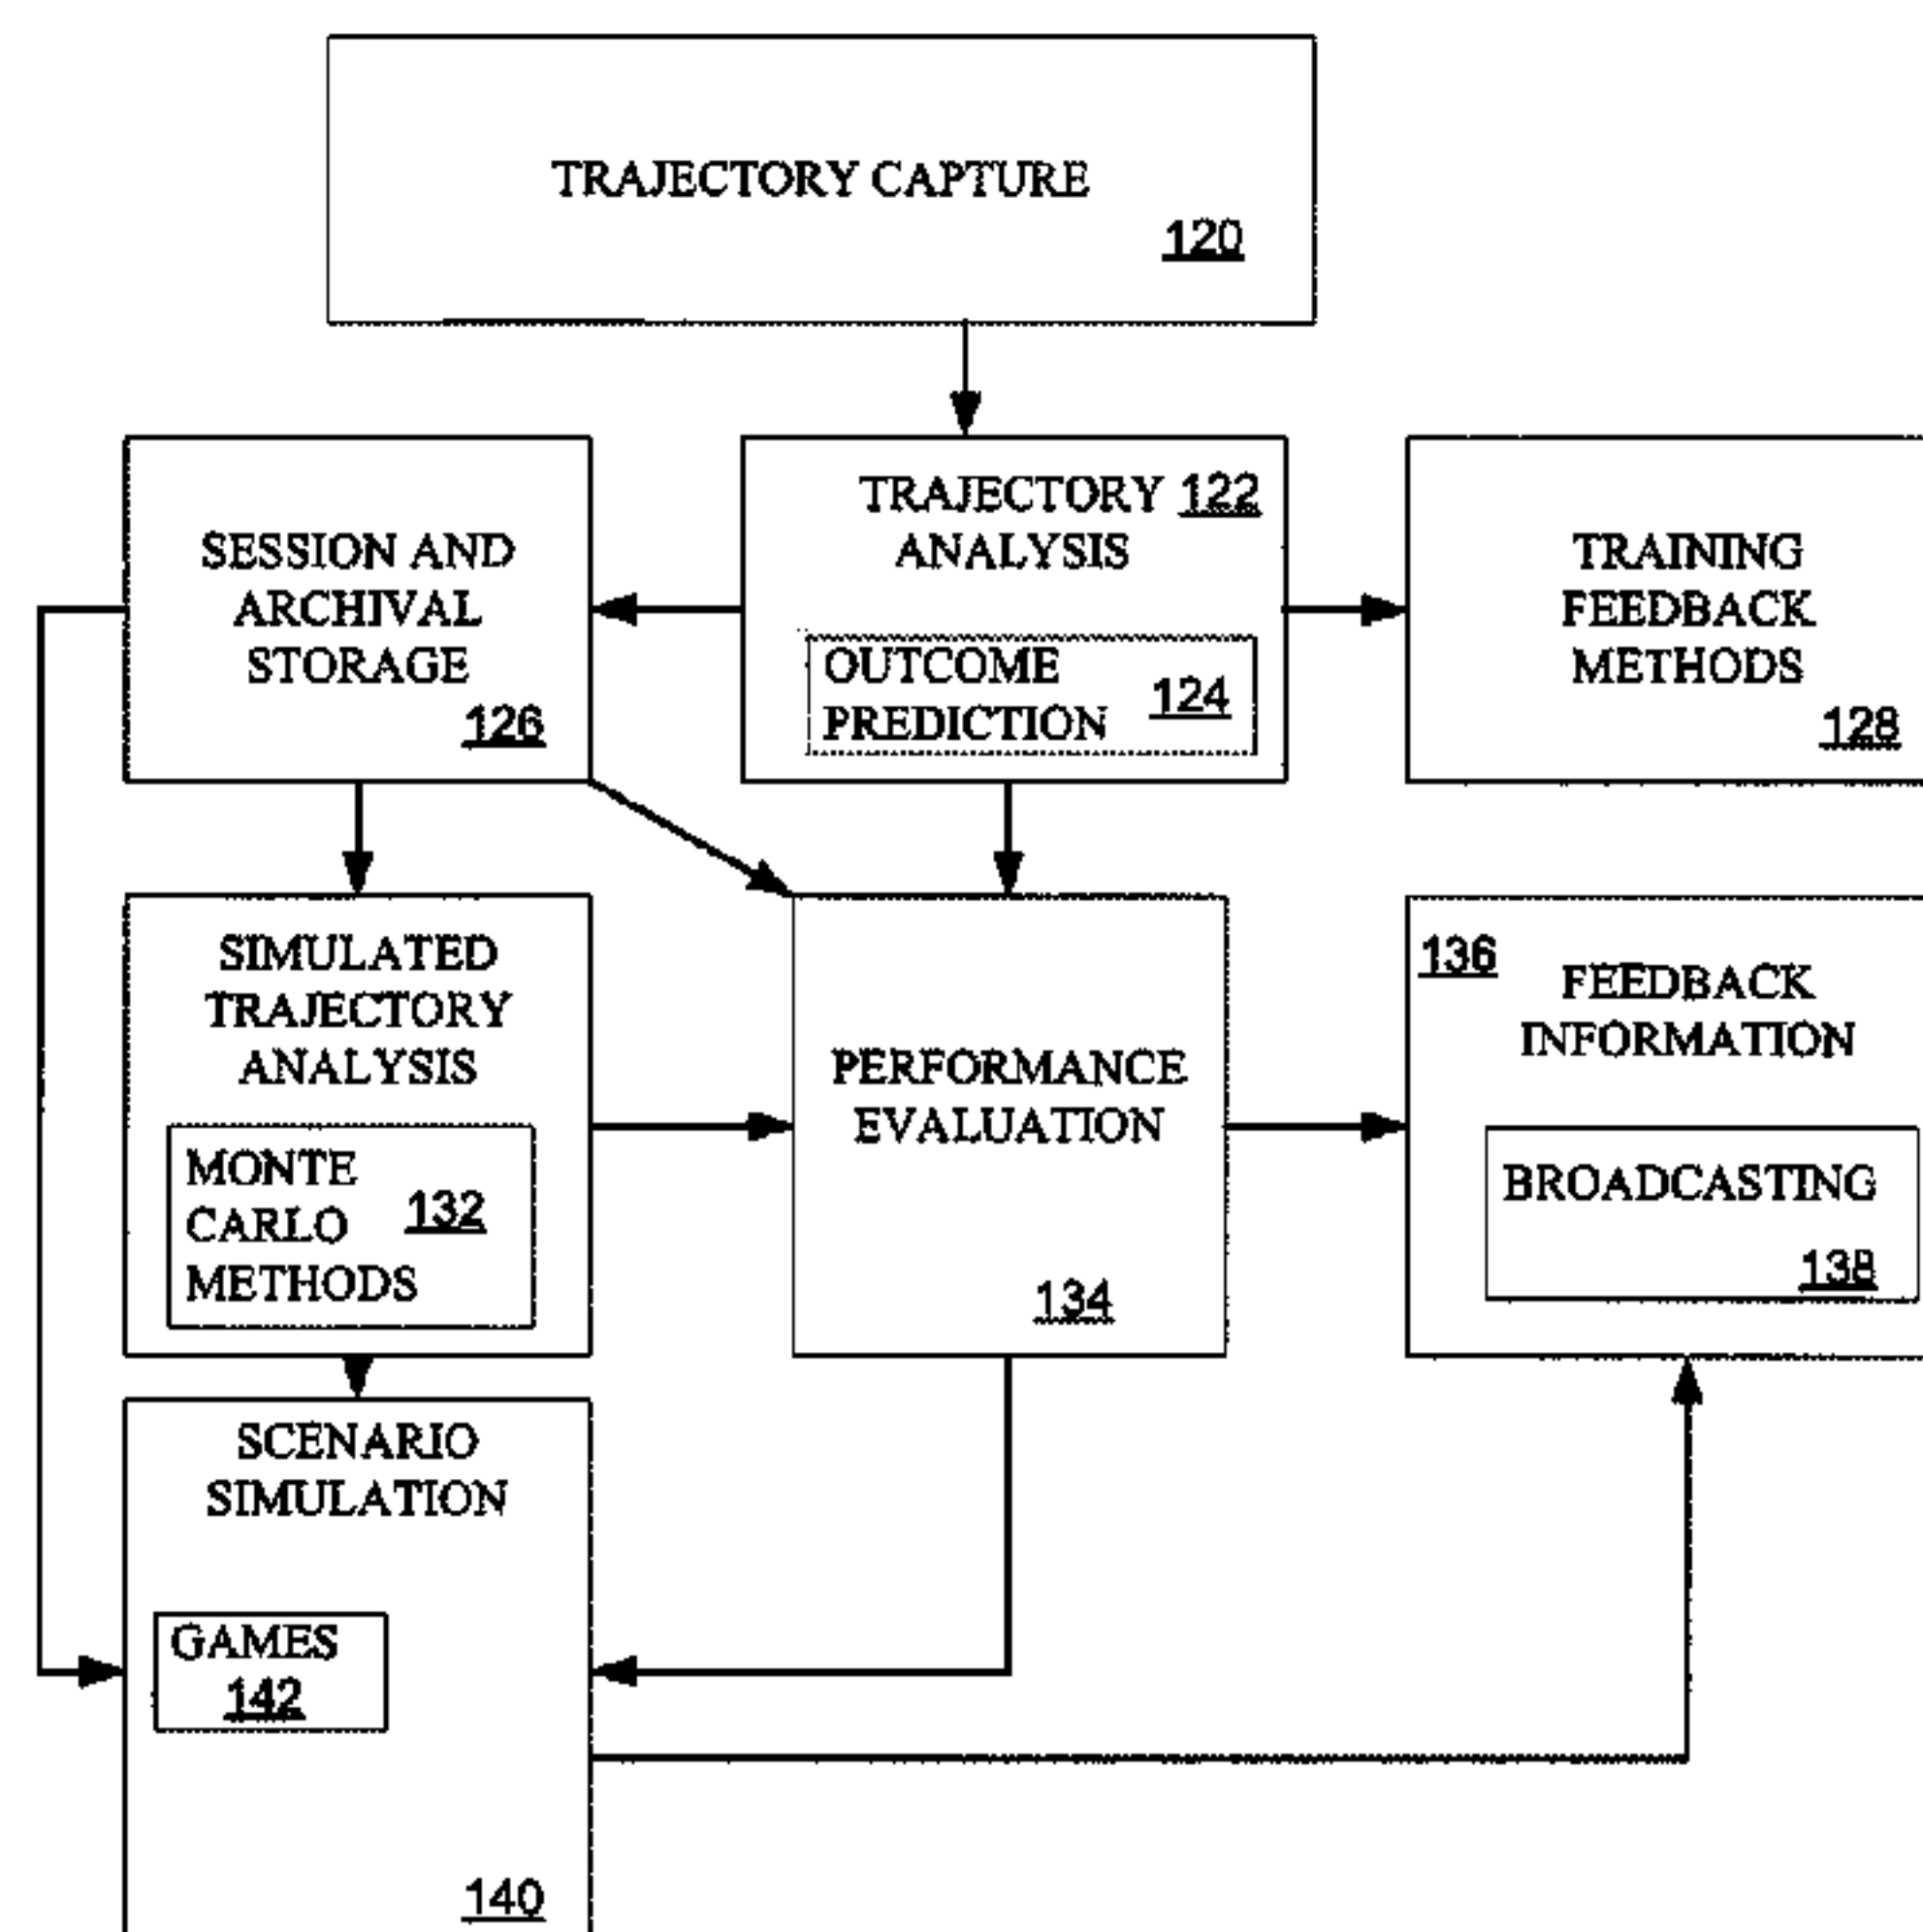 TRAJECTORY CAPTURE
120
SESSION AND
ARCHIVAL
STORAGE
126
TRAJECTORY 122
ANALYSIS
OUTCOME
PREDICTION
124
TRAINING
FEEDBACK
METHODS
128
SIMULATED
TRAJECTORY
ANALYSIS
MONTE
CARLO
METHODS
132
PERFORMANCE
EVALUATION
134
136
FEEDBACK
INFORMATION
BROADCASTING
138
SCENARIO
SIMULATION
GAMES
142
140